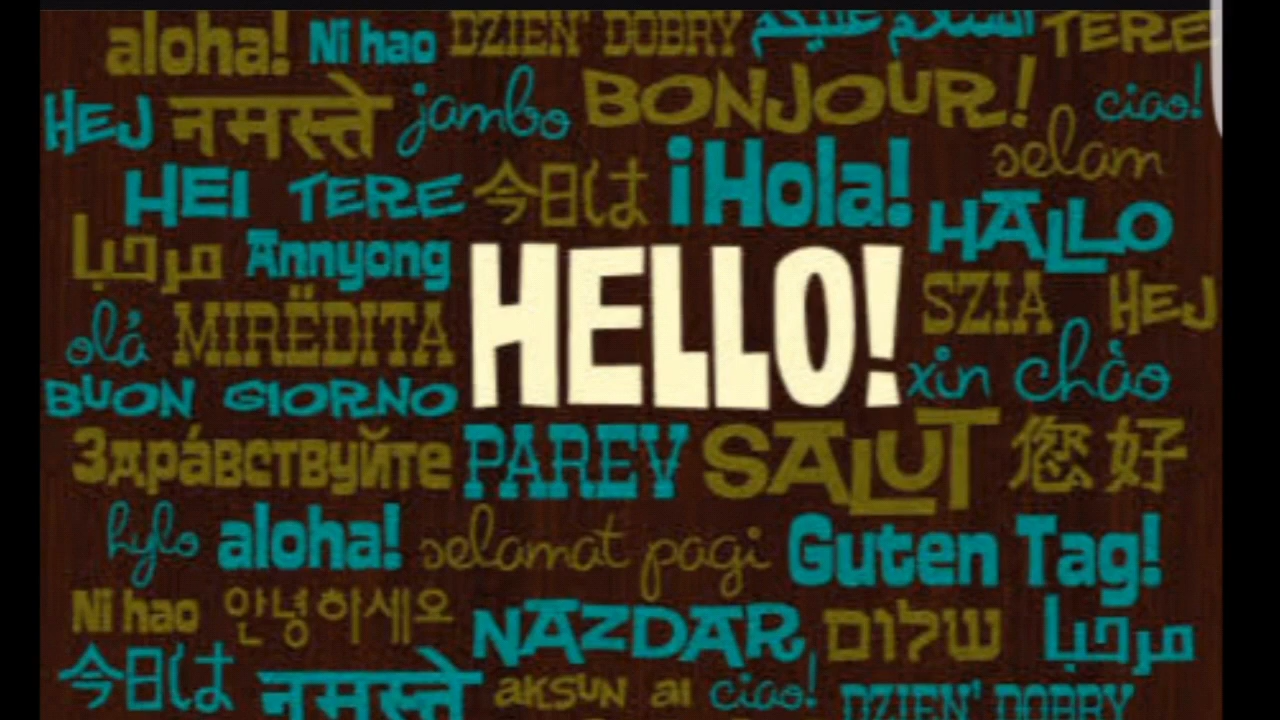 aloha! Ni hao DZIEN' DOBRY السلام عليكم TERE
HEJ नमस्ते jambo BONJOUR! ciao!
selam
HEI TERE 今日は ¡Hola! HALLO
مرحبا Annyong HELLO! SZIA HEJ
olá MIRËDITA xin chào
BUON GIORNO
Здрáвствуйте PAREV SALUT 您好
hylo aloha! selamat pagi Guten Tag!
Ni hao 안녕하세요 NAZDAR שלום مرحبا
今日は नमस्ते aksun ai ciao! DZIEN' DOBRY